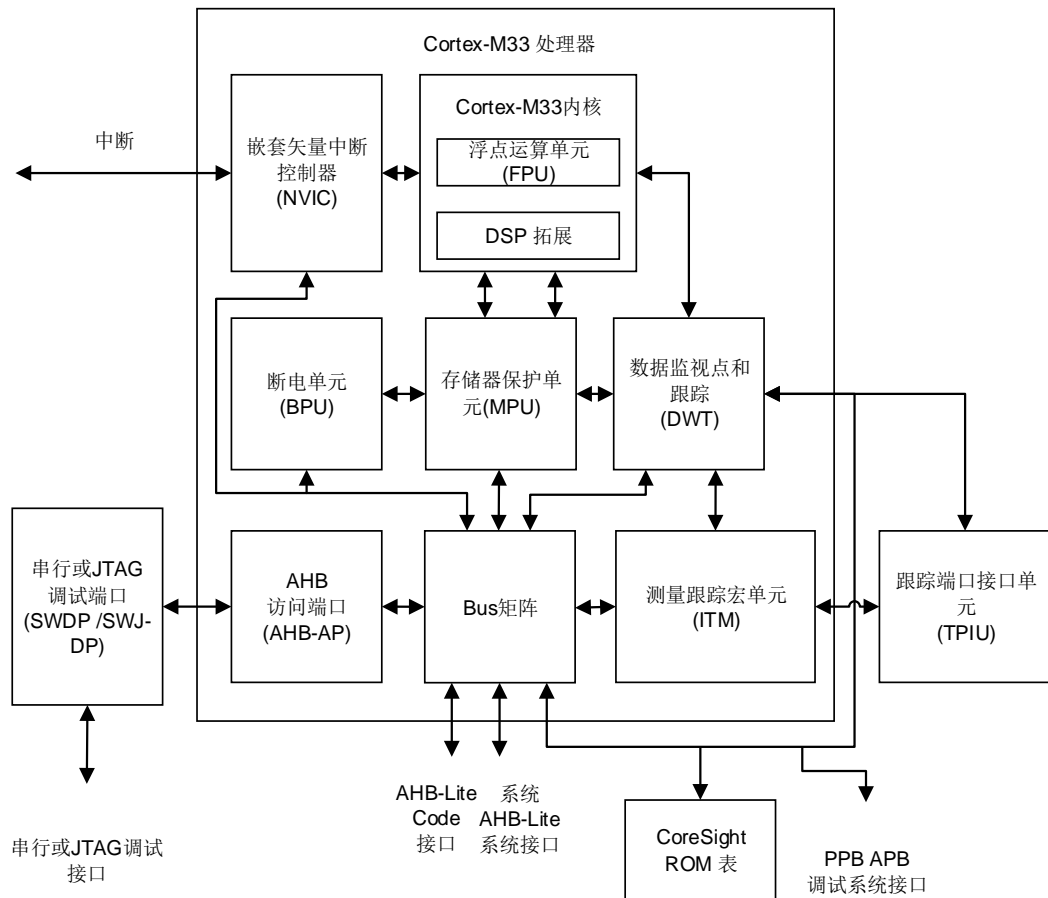 Cortex-M33 处理器
中断
嵌套矢量中断
控制器
(NVIC)
Cortex-M33内核
浮点运算单元
(FPU)
DSP 拓展
断电单元
(BPU)
存储器保护单
元(MPU)
数据监视点和
跟踪
(DWT)
串行或JTAG
调试端口
(SWDP /SWJ-
DP)
AHB
访问端口
(AHB-AP)
Bus矩阵
测量跟踪宏单元
(ITM)
跟踪端口接口单
元
(TPIU)
串行或JTAG调试
接口
AHB-Lite
Code
接口
系统
AHB-Lite
系统接口
CoreSight
ROM 表
PPB APB
调试系统接口